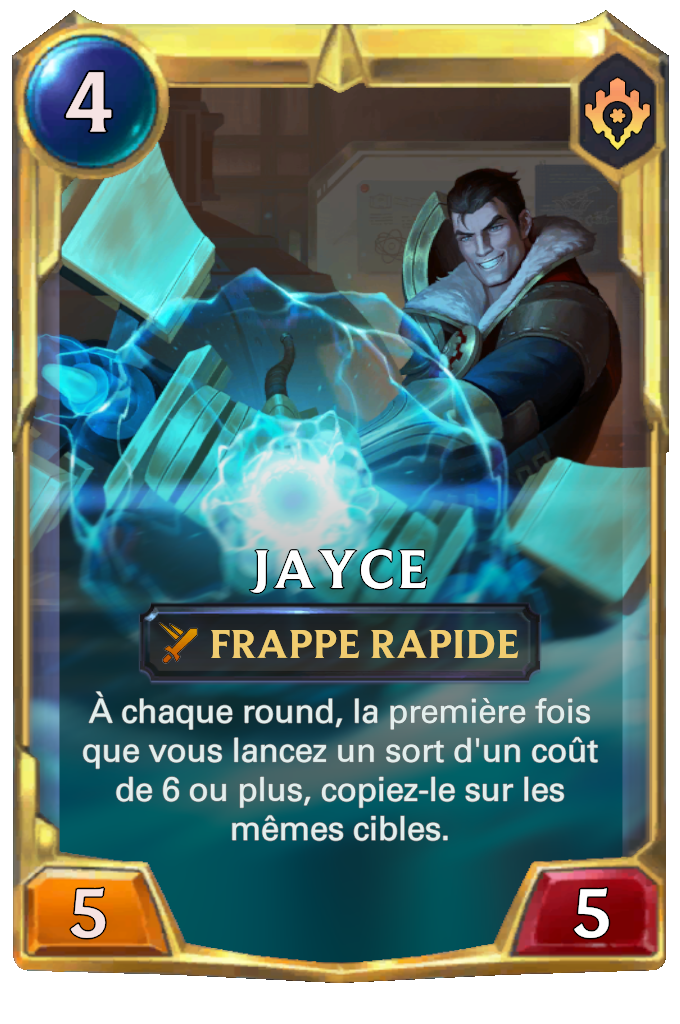 4
JAYCE
FRAPPE RAPIDE
À chaque round, la première fois
que vous lancez un sort d'un coût
de 6 ou plus, copiez-le sur les
mêmes cibles.
5
5